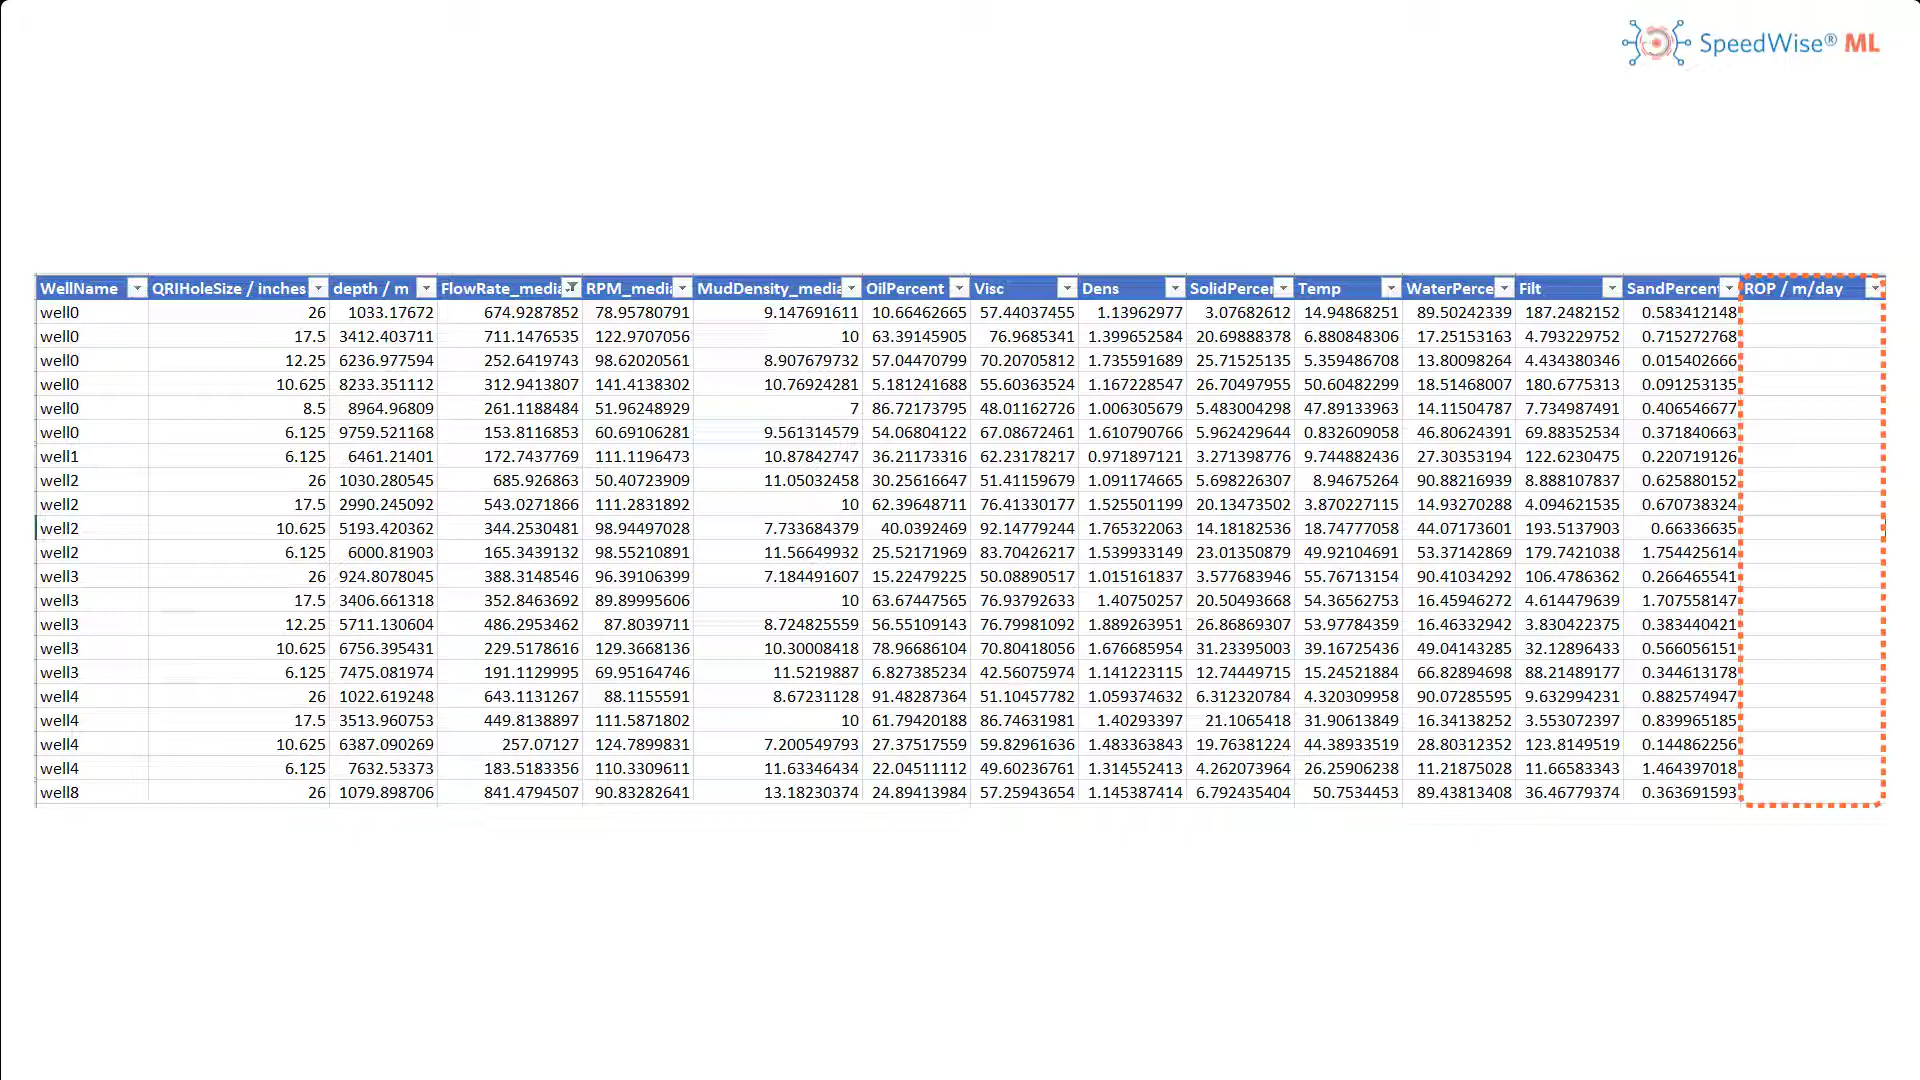 SpeedWise® ML
WellName QRIHoleSize / inches depth / m FlowRate_media RPM_media MudDensity_media OilPercent Visc Dens SolidPercen Temp WaterPerce Filt SandPercent ROP / m/day
well0 26 1033.17672 674.9287852 78.95780791 9.147691611 10.66462665 57.44037455 1.13962977 3.07682612 14.94868251 89.50242339 187.2482152 0.583412148
well0 17.5 3412.403711 711.1476535 122.9707056 10 63.39145905 76.9685341 1.399652584 20.69888378 6.880848306 17.25153163 4.793229752 0.715272768
well0 12.25 6236.977594 252.6419743 98.62020561 8.907679732 57.04470799 70.20705812 1.735591689 25.71525135 5.359486708 13.80098264 4.434380346 0.015402666
well0 10.625 8233.351112 312.9413807 141.4138302 10.76924281 5.181241688 55.60363524 1.167228547 26.70497955 50.60482299 18.51468007 180.6775313 0.091253135
well0 8.5 8964.96809 261.1188484 51.96248929 7 86.72173795 48.01162726 1.006305679 5.483004298 47.89133963 14.11504787 7.734987491 0.406546677
well0 6.125 9759.521168 153.8116853 60.69106281 9.561314579 54.06804122 67.08672461 1.610790766 5.962429644 0.832609058 46.80624391 69.88352534 0.371840663
well1 6.125 6461.21401 172.7437769 111.1196473 10.87842747 36.21173316 62.23178217 0.971897121 3.271398776 9.744882436 27.30353194 122.6230475 0.220719126
well2 26 1030.280545 685.926863 50.40723909 11.05032458 30.25616647 51.41159679 1.091174665 5.698226307 8.94675264 90.88216939 8.888107837 0.625880152
well2 17.5 2990.245092 543.0271866 111.2831892 10 62.39648711 76.41330177 1.525501199 20.13473502 3.870227115 14.93270288 4.094621535 0.670738324
well2 10.625 5193.420362 344.2530481 98.94497028 7.733684379 40.0392469 92.14779244 1.765322063 14.18182536 18.74777058 44.07173601 193.5137903 0.66336635
well2 6.125 6000.81903 165.3439132 98.55210891 11.56649932 25.52171969 83.70426217 1.539933149 23.01350879 49.92104691 53.37142869 179.7421038 1.754425614
well3 26 924.8078045 388.3148546 96.39106399 7.184491607 15.22479225 50.08890517 1.015161837 3.577683946 55.76713154 90.41034292 106.4786362 0.266465541
well3 17.5 3406.661318 352.8463692 89.89995606 10 63.67447565 76.93792633 1.40750257 20.50493668 54.36562753 16.45946272 4.614479639 1.707558147
well3 12.25 5711.130604 486.2953462 87.8039711 8.724825559 56.55109143 76.79981092 1.889263951 26.86869307 53.97784359 16.46332942 3.830422375 0.383440421
well3 10.625 6756.395431 229.5178616 129.3668136 10.30008418 78.96686104 70.80418056 1.676685954 31.23395003 39.16725436 49.04143285 32.12896433 0.566056151
well3 6.125 7475.081974 191.1129995 69.95164746 11.5219887 6.827385234 42.56075974 1.141223115 12.74449715 15.24521884 66.82894698 88.21489177 0.344613178
well4 26 1022.619248 643.1131267 88.1155591 8.67231128 91.48287364 51.10457782 1.059374632 6.312320784 4.320309958 90.07285595 9.632994231 0.882574947
well4 17.5 3513.960753 449.8138897 111.5871802 10 61.79420188 86.74631981 1.40293397 21.1065418 31.90613849 16.34138252 3.553072397 0.839965185
well4 10.625 6387.090269 257.07127 124.7899831 7.200549793 27.37517559 59.82961636 1.483363843 19.76381224 44.38933519 28.80312352 123.8149519 0.144862256
well4 6.125 7632.53373 183.5183356 110.3309611 11.63346434 22.04511112 49.60236761 1.314552413 4.262073964 26.25906238 11.21875028 11.66583343 1.464397018
well8 26 1079.898706 841.4794507 90.83282641 13.18230374 24.89413984 57.25943654 1.145387414 6.792435404 50.7534453 89.43813408 36.46779374 0.363691593